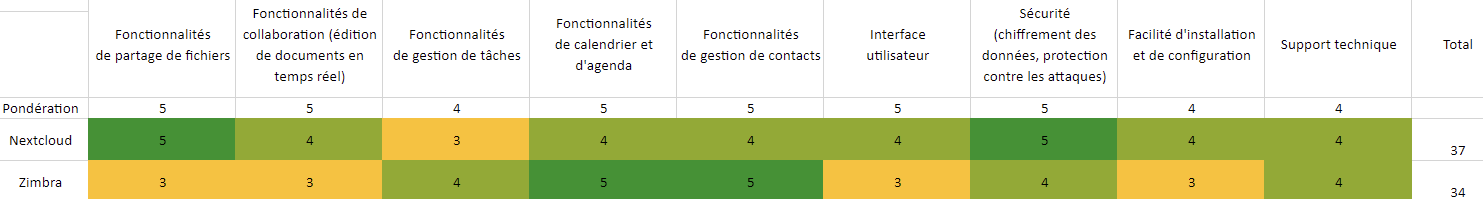 Fonctionnalités
de partage de fichiers
Fonctionnalités de
collaboration (édition
de documents en
temps réel)
Fonctionnalités
de gestion de tâches
Fonctionnalités
de calendrier et
d'agenda
Fonctionnalités
de gestion de contacts
Interface
utilisateur
Sécurité
(chiffrement des
données, protection
contre les attaques)
Facilité d'installation
et de configuration
Support technique
Total
Pondération 5 5 4 5 5 5 5 4 4
Nextcloud 5 4 3 4 4 4 5 4 4 37
Zimbra 3 3 4 5 5 3 4 3 4 34